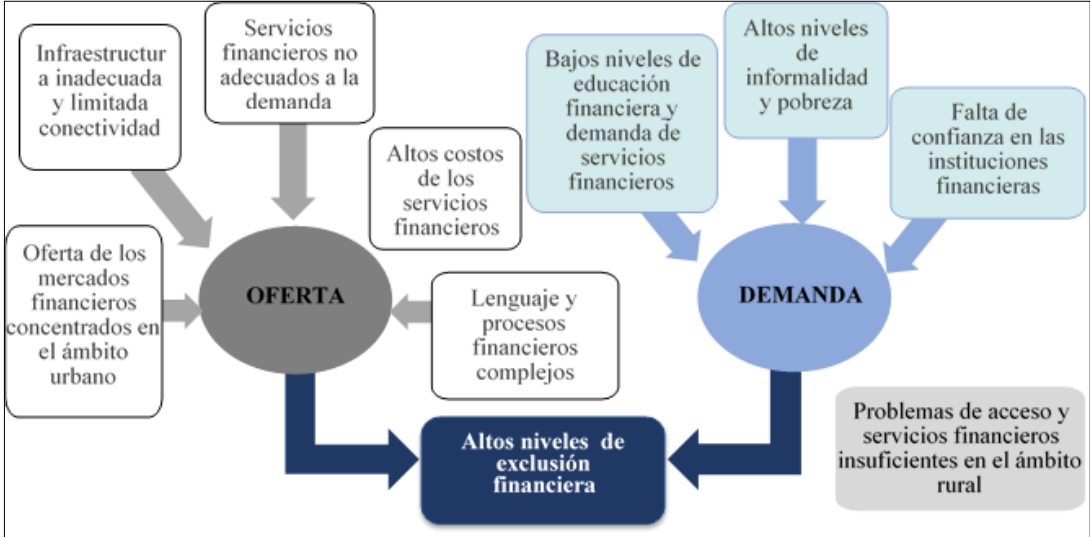 Infraestructur
a inadecuada
y limitada
conectividad
Servicios
financieros no
adecuados a la
demanda
Altos costos
de los
servicios
financieros
Oferta de los
mercados
financieros
concentrados en
el ámbito
urbano
OFERTA
Lenguaje y
procesos
financieros
complejos
Bajos niveles de
educación
financiera y
demanda de
servicios
financieros
Altos niveles
de
informalidad
y pobreza
Falta de
confianza en las
instituciones
financieras
DEMANDA
Altos niveles de
exclusión
financiera
Problemas de acceso y
servicios financieros
insuficientes en el ámbito
rural